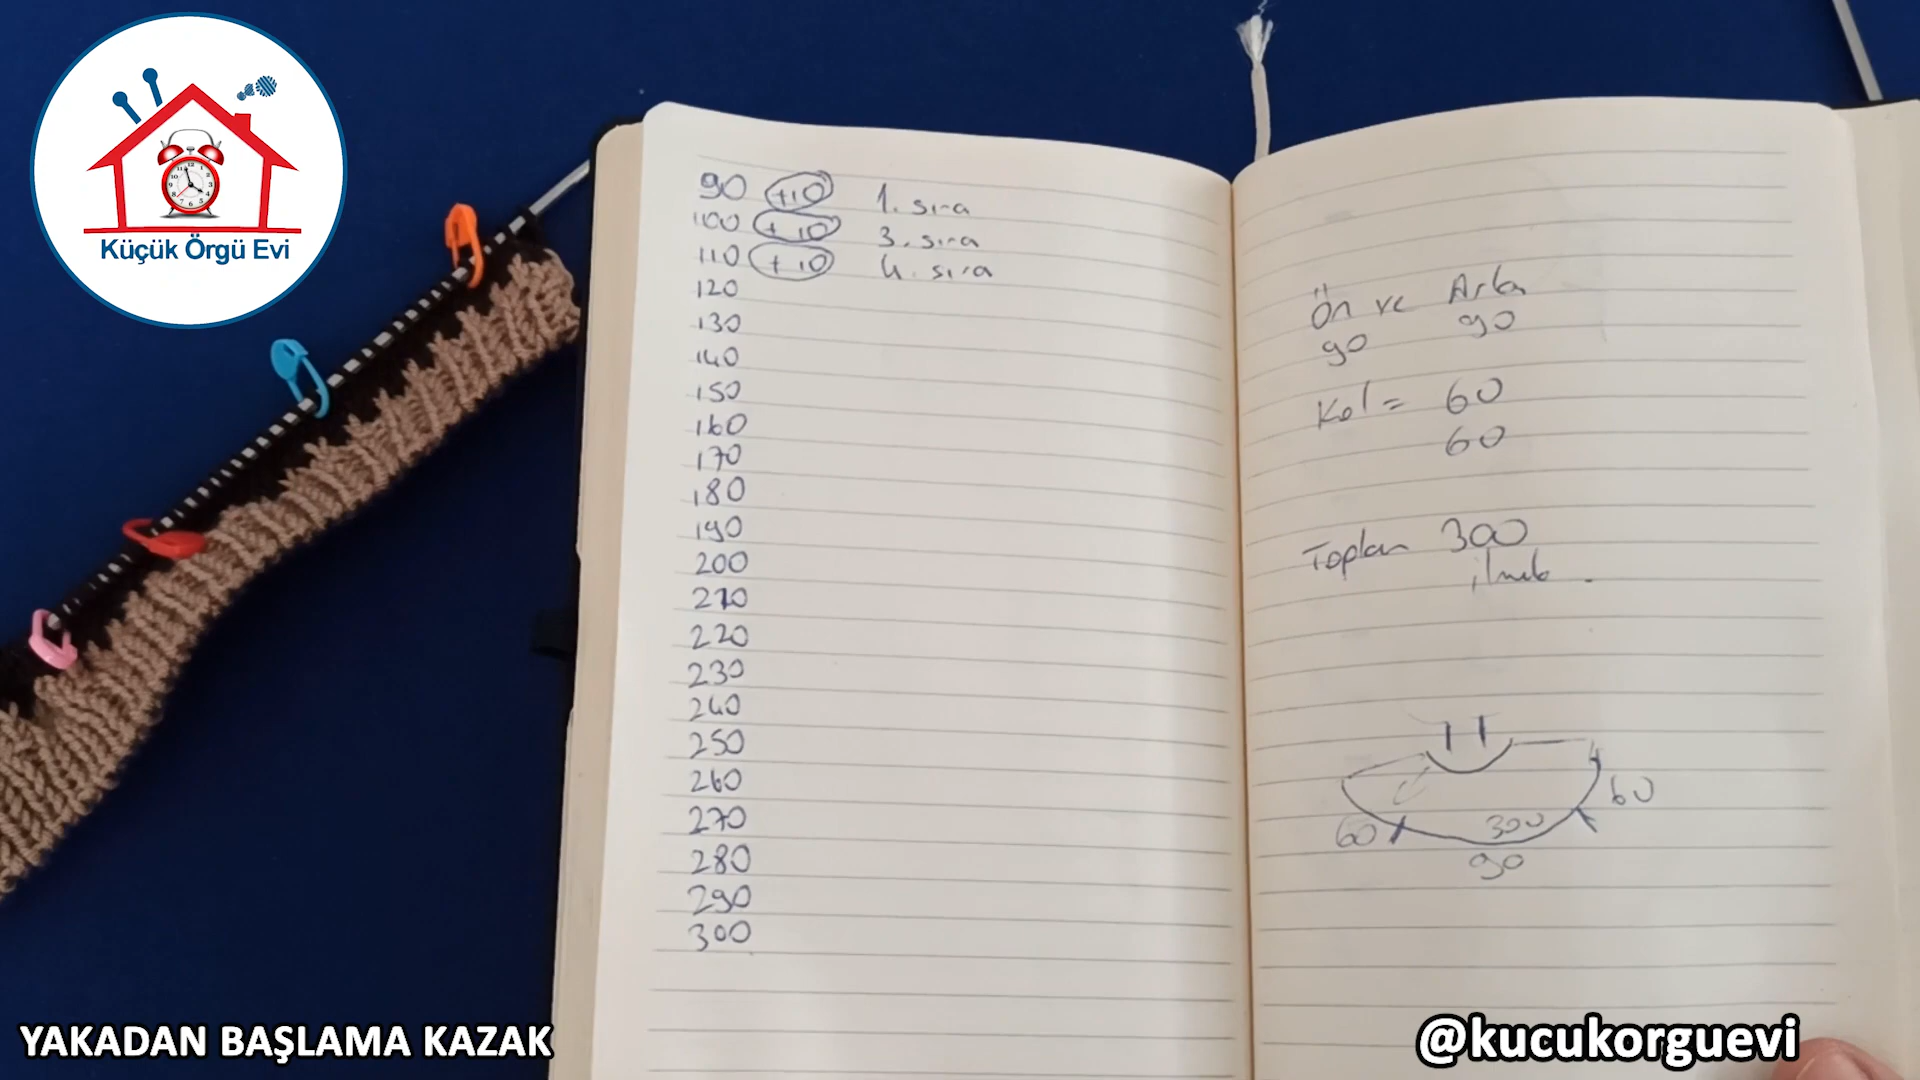 Küçük Örgü Evi
90 +10 1. sıra
100 +10 3. sıra
110 +10 4. sıra
120
130
140
150
160
170
180
190
200
210
220
230
240
250
260
270
280
290
300
Ön ve Arka
90 90
Kol = 60
60
Toplam 300
ilmek.
60
60 300
90
YAKADAN BAŞLAMA KAZAK
@kucukorguevi